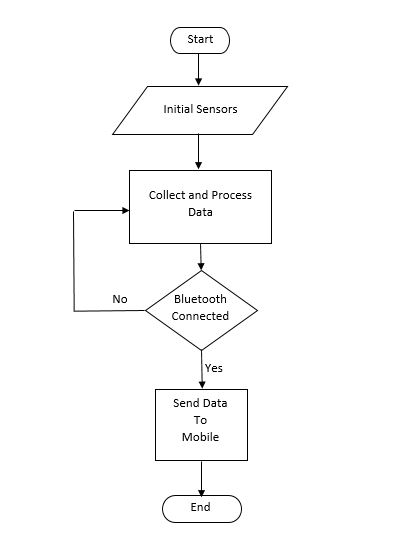 Start
Initial Sensors
Collect and Process
Data
No
Bluetooth
Connected
Yes
Send Data
To
Mobile
End